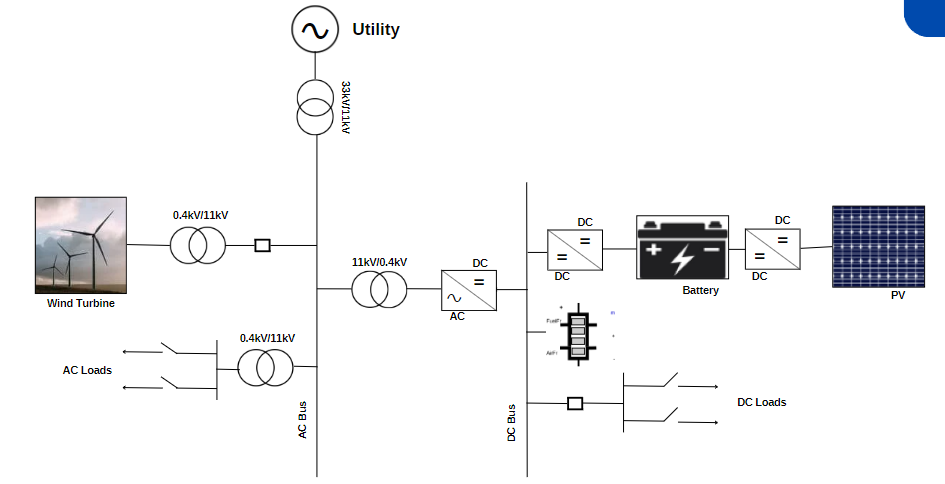 Utility
33kV/11kV
0.4kV/11kV
Wind Turbine
11kV/0.4kV
DC
AC
0.4kV/11kV
AC Loads
AC Bus
DC Bus
DC
DC
Battery
DC
DC
PV
DC Loads